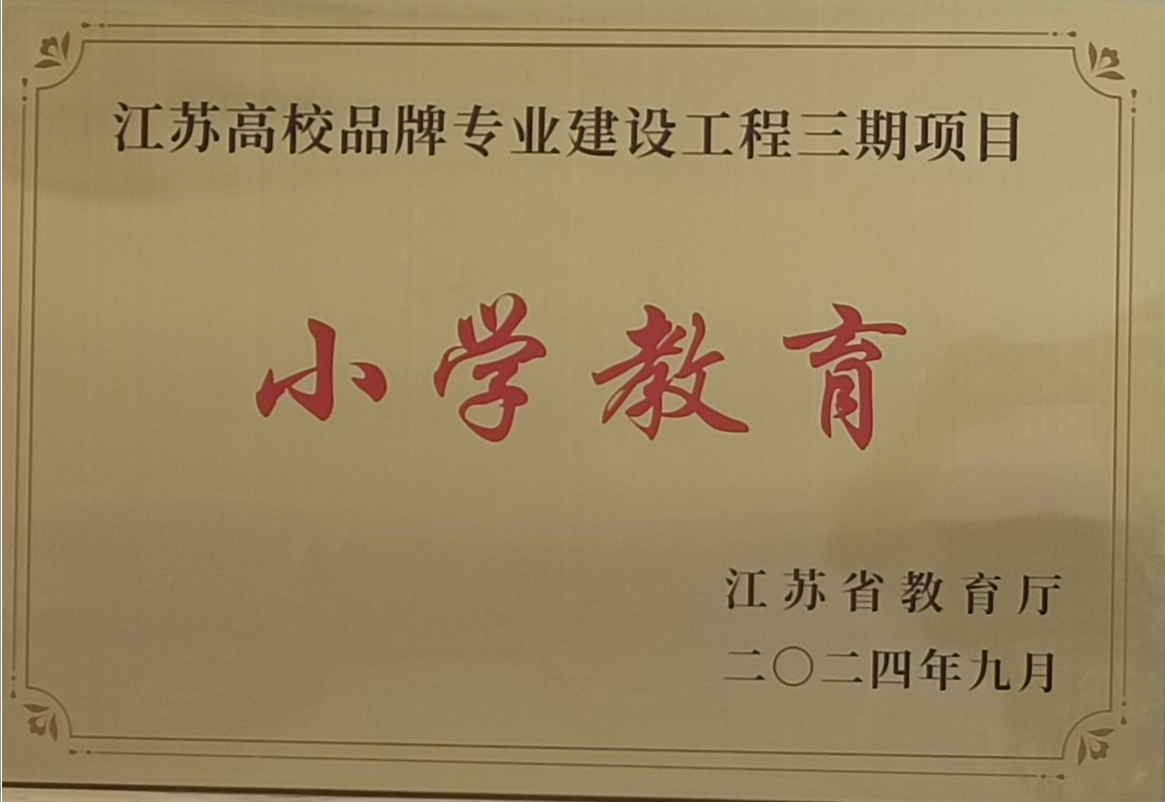 江苏高校品牌专业建设工程三期项目
小学教育
江苏省教育厅
二〇二四年九月